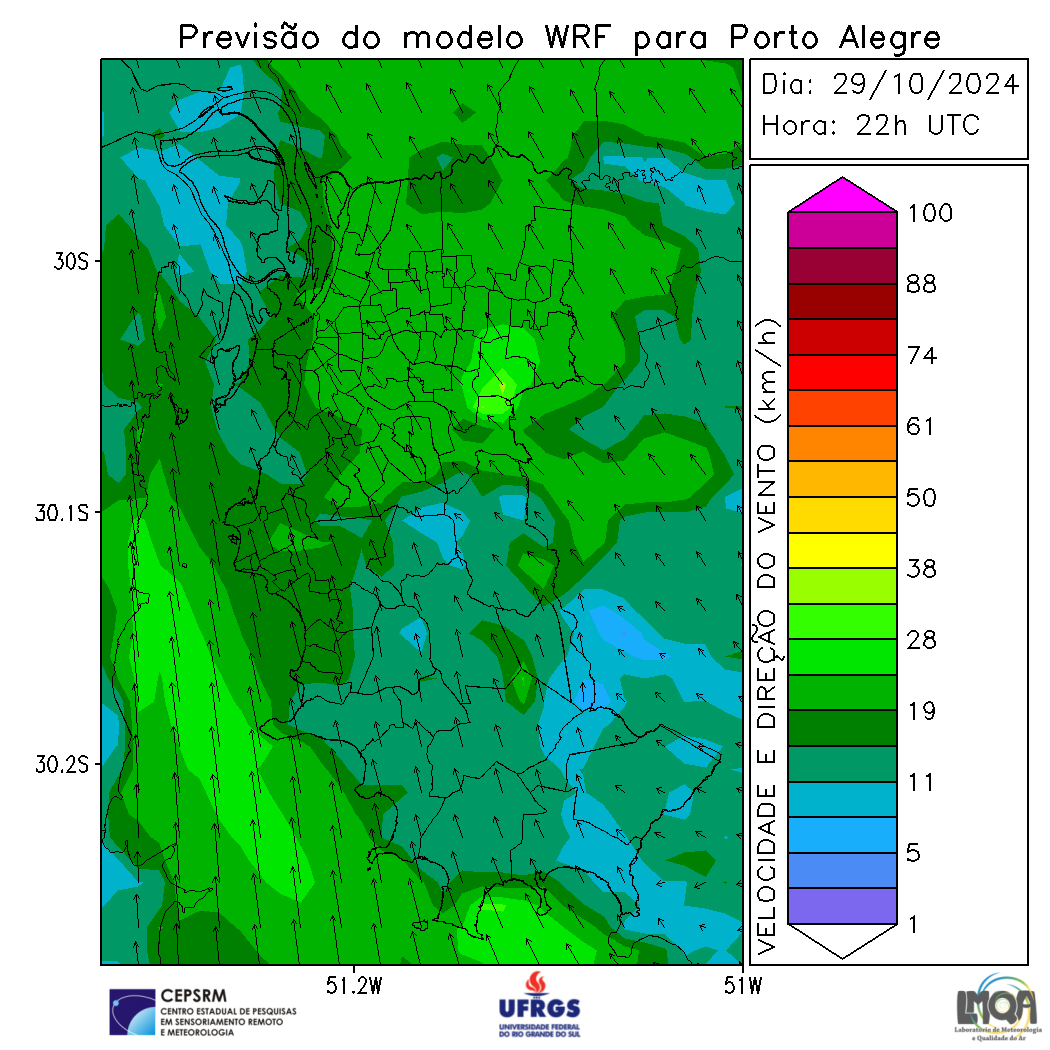 Previsão do modelo WRF para Porto Alegre
Dia: 29/10/2024
Hora: 22h UTC
30S
30.1S
30.2S
51.2W
51W
VELOCIDADE E DIREÇÃO DO VENTO (km/h)
100
88
74
61
50
38
28
19
11
5
1
CEPSRM
CENTRO ESTADUAL DE PESQUISAS
EM SENSORIAMENTO REMOTO
E METEOROLOGIA
UFRGS
UNIVERSIDADE FEDERAL
DO RIO GRANDE DO SUL
LMQA
Laboratório de Meteorologia
e Qualidade do Ar